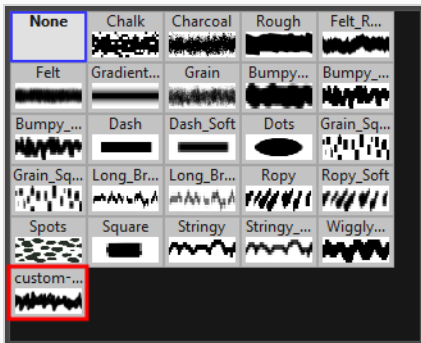 None Chalk Charcoal Rough Felt_R...
Felt Gradient... Grain Bumpy... Bumpy_...
Bumpy_... Dash Dash_Soft Dots Grain_Sq...
Grain_Sq... Long_Br... Long_Br... Ropy Ropy_Soft
Spots Square Stringy Stringy_... Wiggly...
custom-...